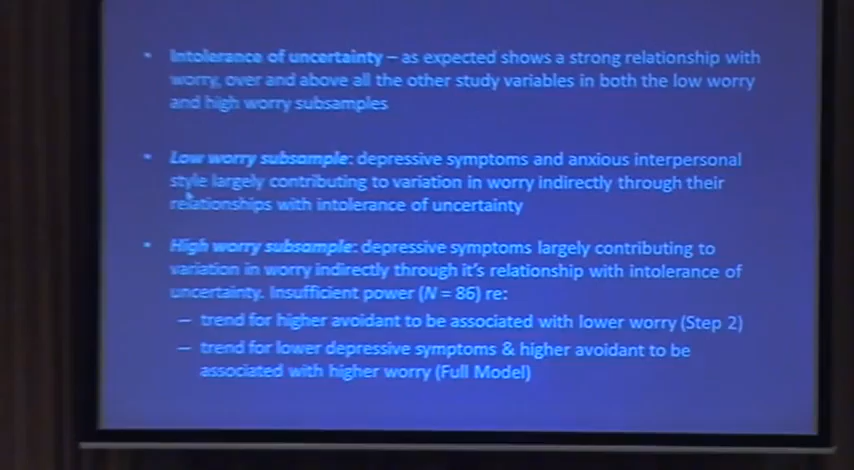 • Intolerance of uncertainty – as expected shows a strong relationship with
worry, over and above all the other study variables in both the low worry
and high worry subsamples
• Low worry subsample: depressive symptoms and anxious interpersonal
style largely contributing to variation in worry indirectly through their
relationships with intolerance of uncertainty
• High worry subsample: depressive symptoms largely contributing to
variation in worry indirectly through it's relationship with intolerance of
uncertainty. Insufficient power (N = 86) re:
– trend for higher avoidant to be associated with lower worry (Step 2)
– trend for lower depressive symptoms & higher avoidant to be
associated with higher worry (Full Model)